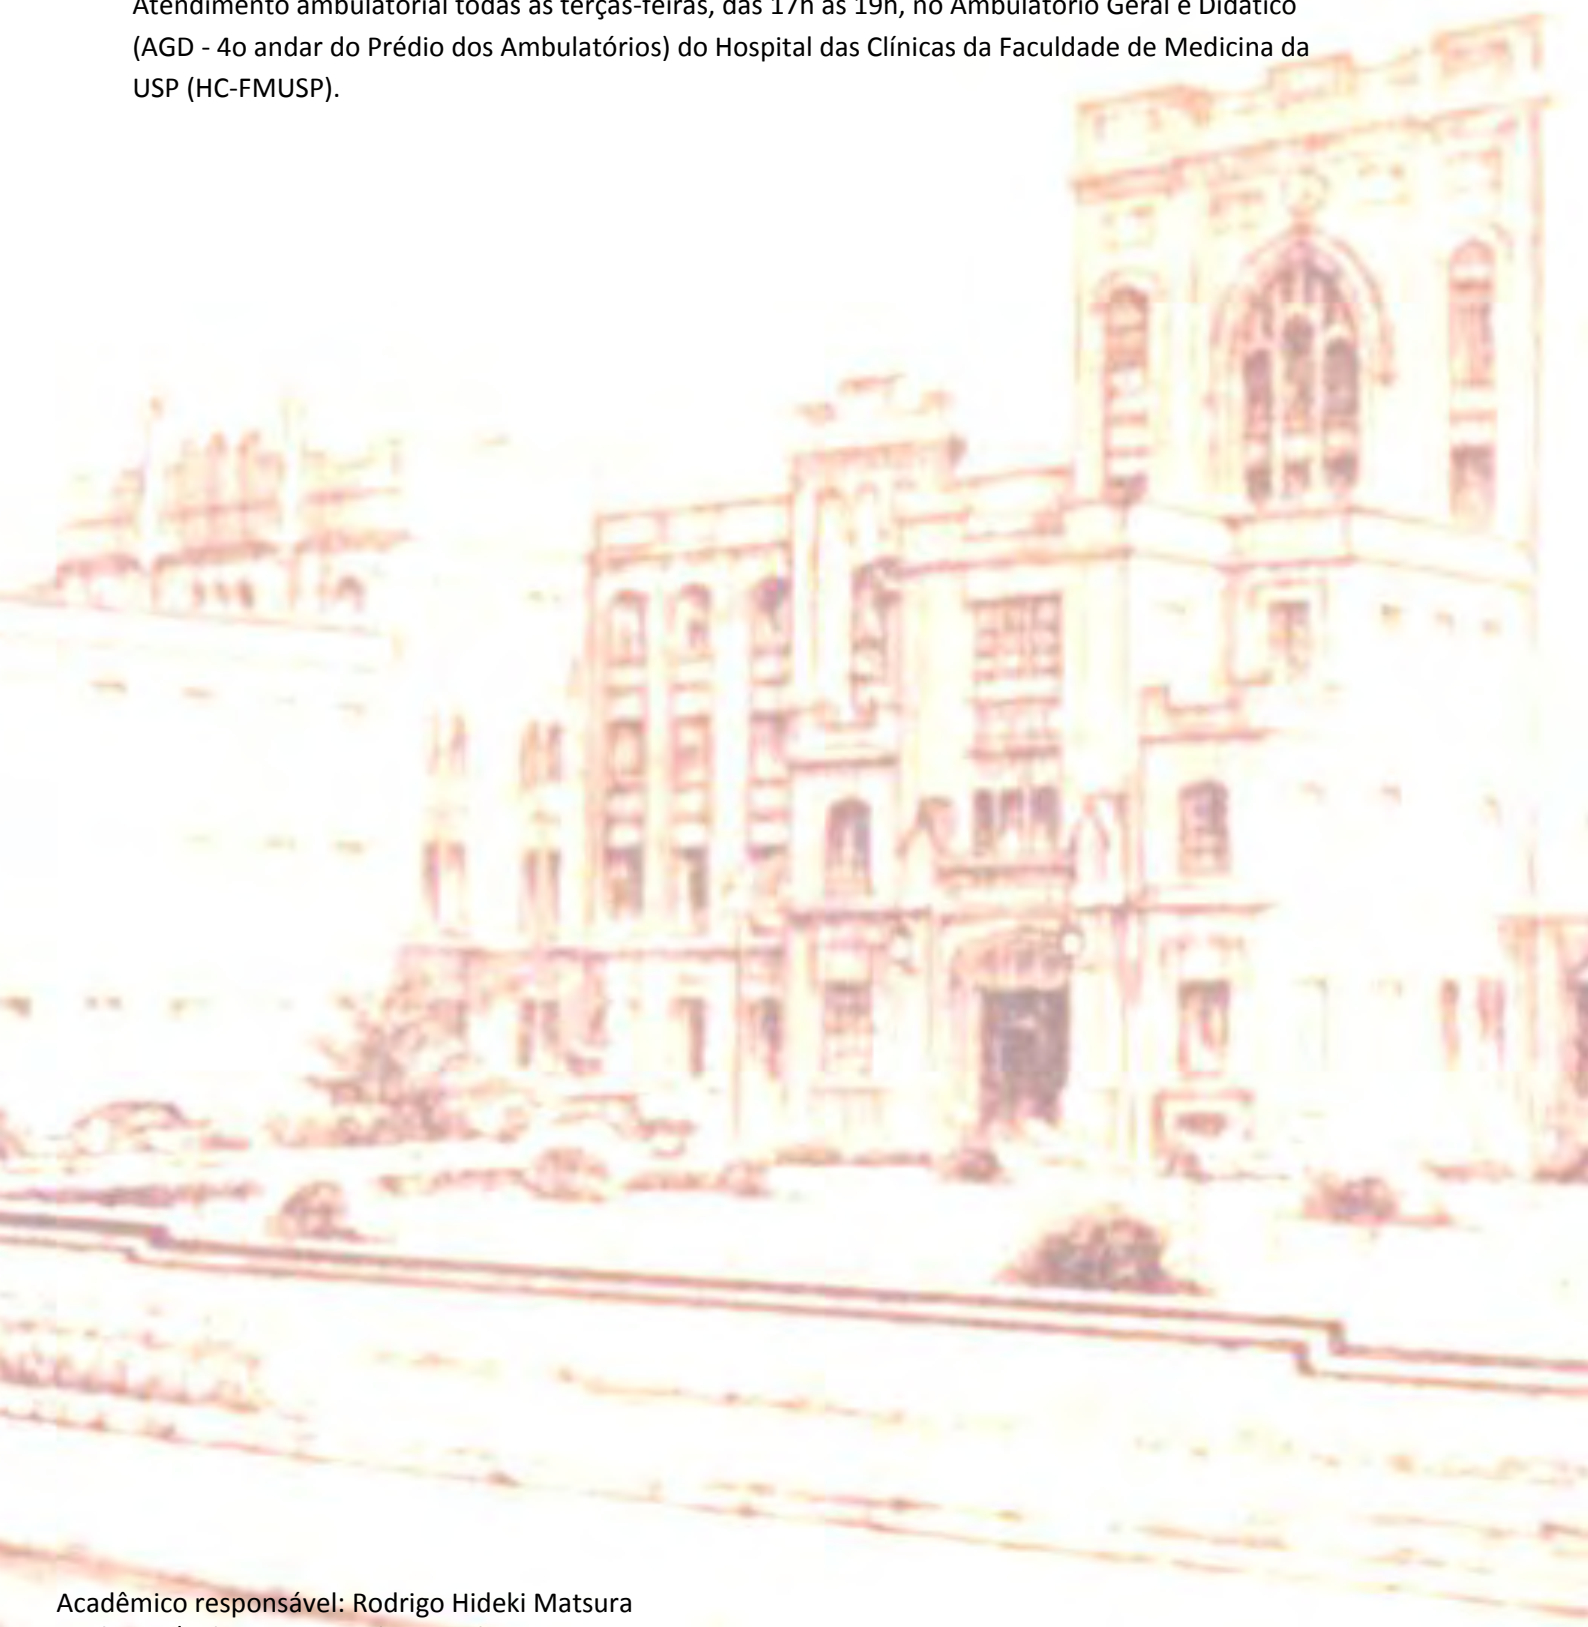 Atendimento ambulatorial todas as terças-feiras, das 17h às 19h, no Ambulatório Geral e Didático
(AGD - 4o andar do Prédio dos Ambulatórios) do Hospital das Clínicas da Faculdade de Medicina da
USP (HC-FMUSP).
Acadêmico responsável: Rodrigo Hideki Matsura